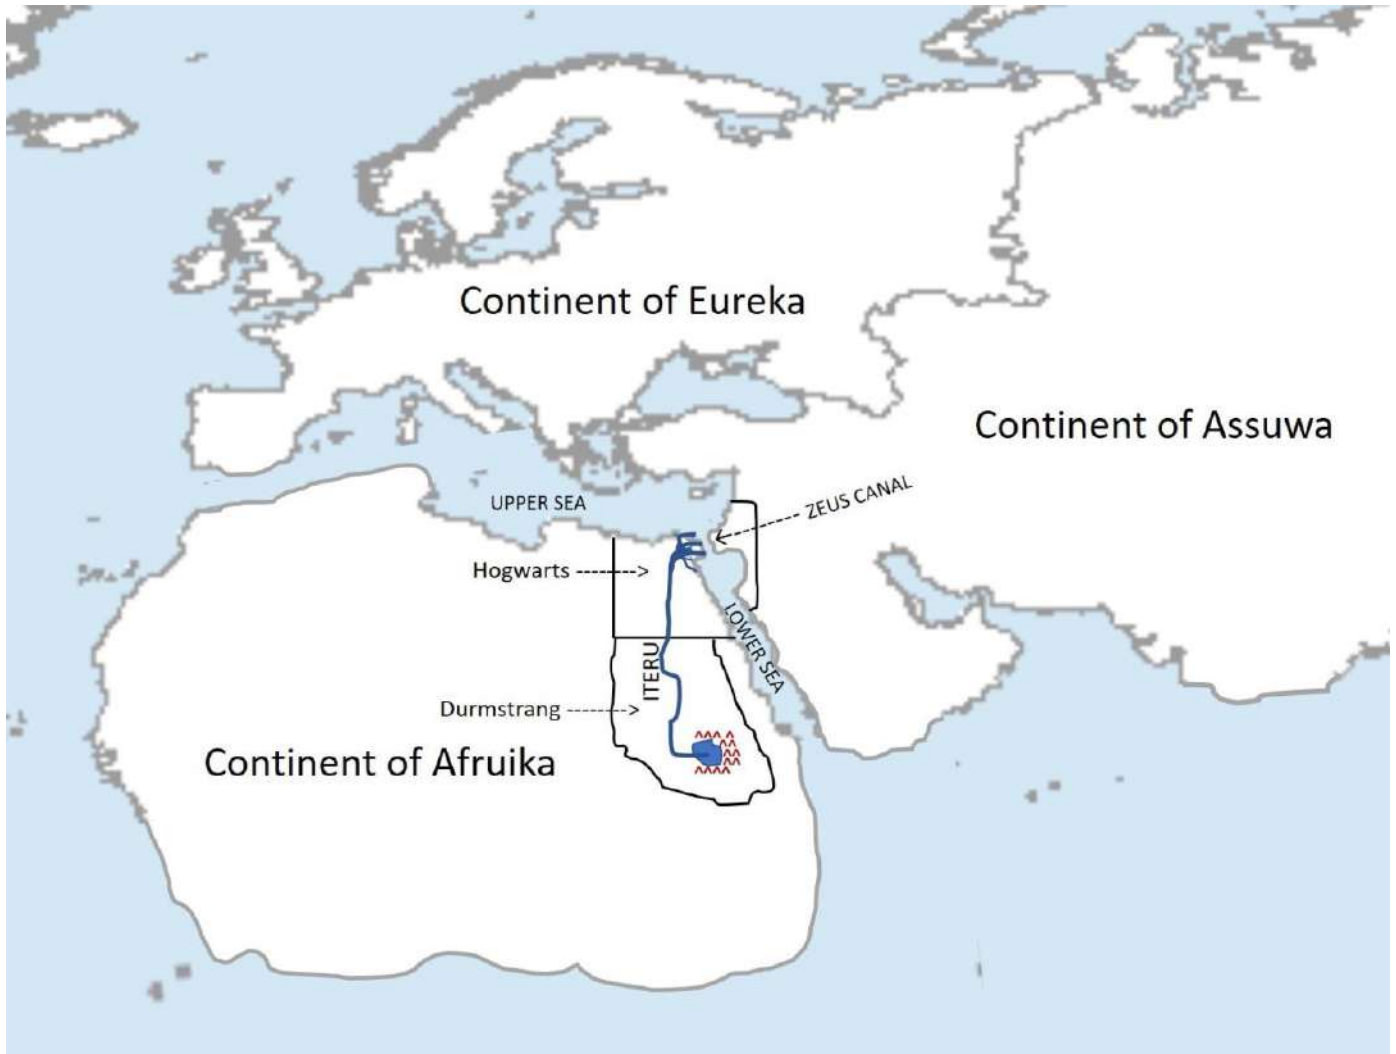 Continent of Eureka
Continent of Assuwa
ZEUS CANAL
UPPER SEA
Hogwarts
LOWER SEA
ITERU
Durmstrang
Continent of Afruika